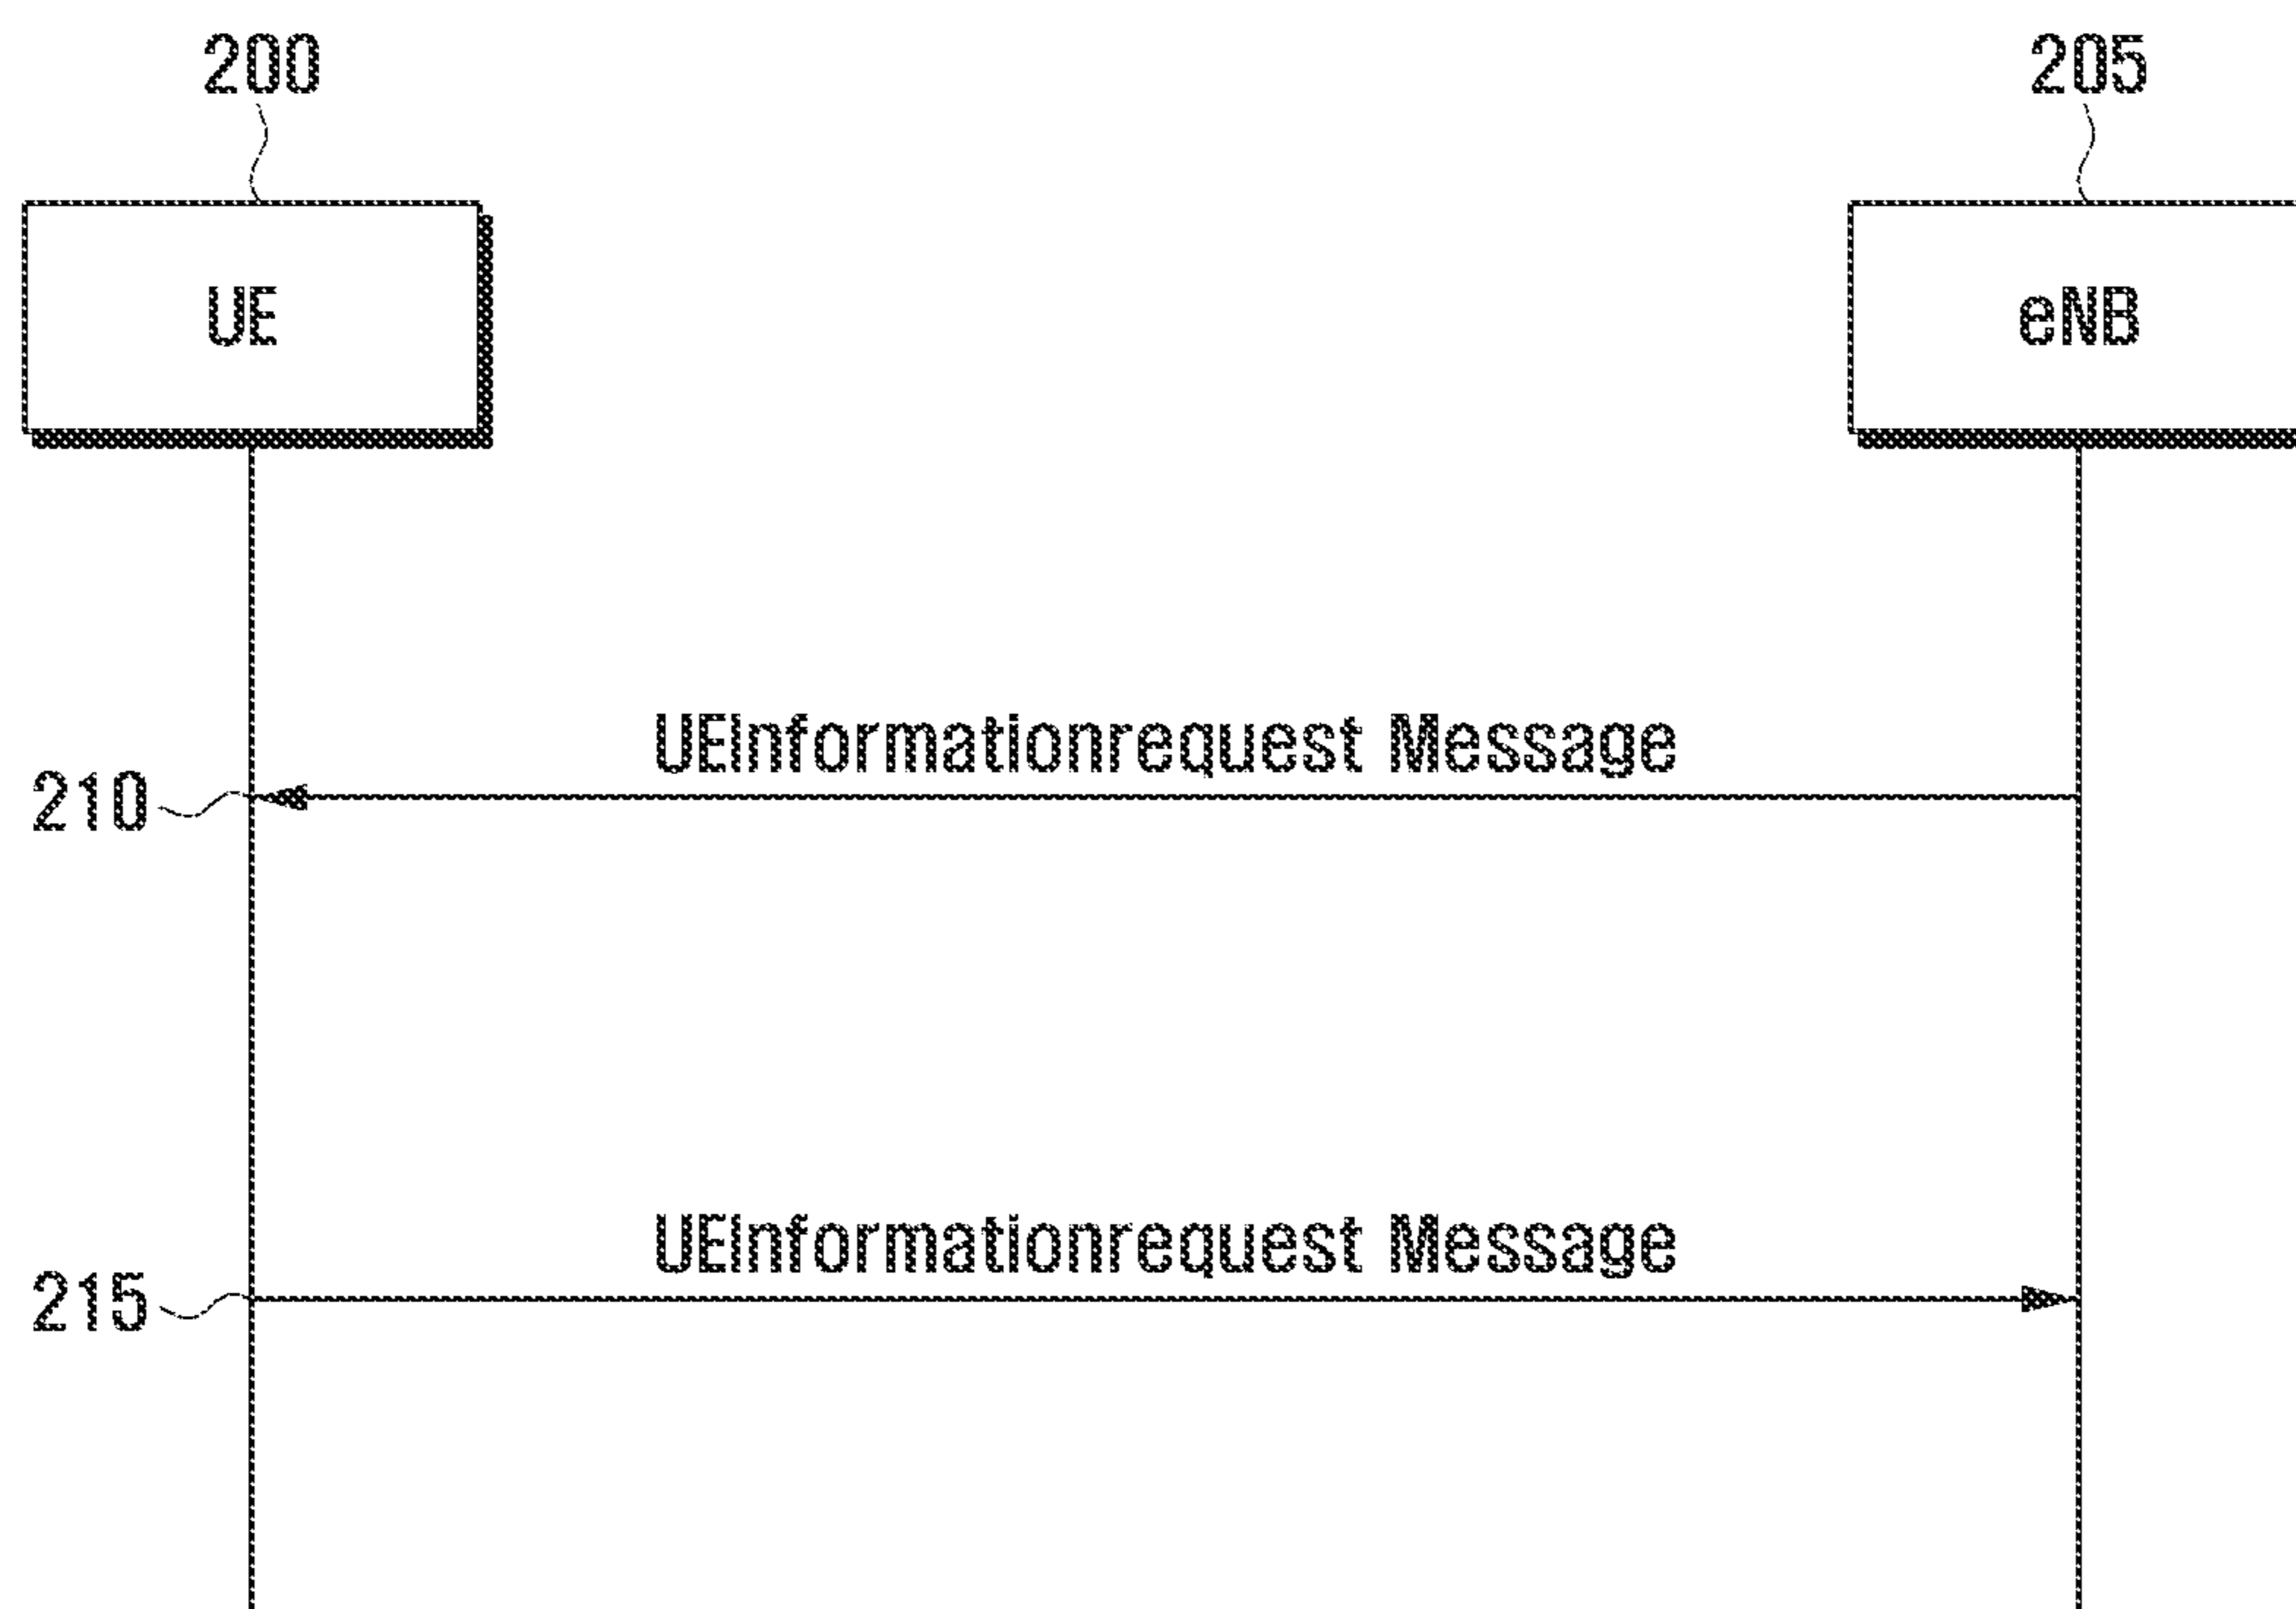 200
205
UE
eNB
UEInformationrequest Message
210
UEInformationrequest Message
215